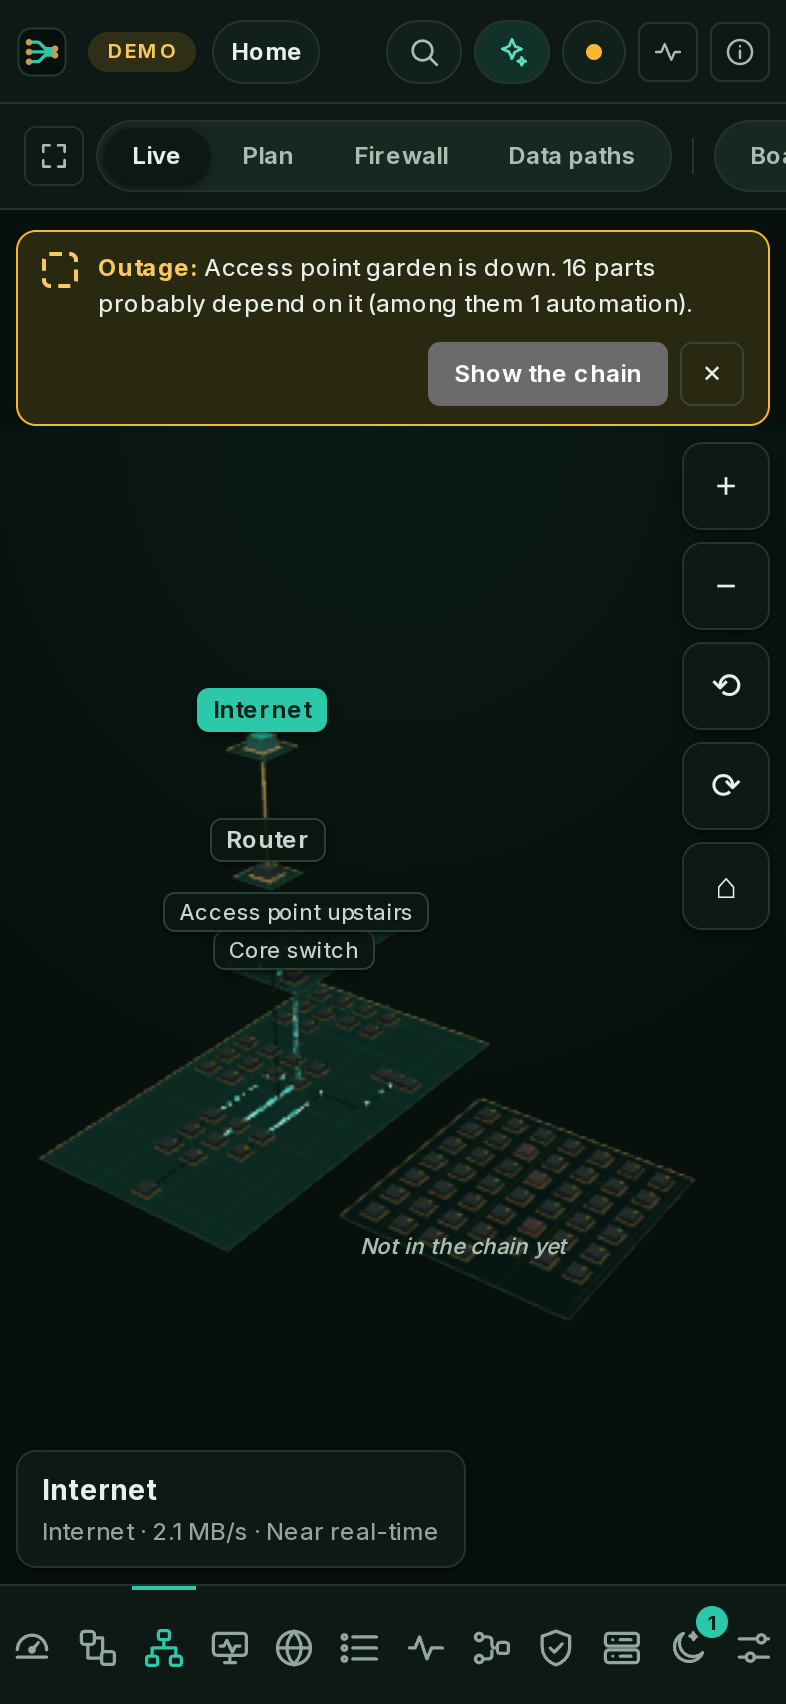 DEMO
Home
Live
Plan
Firewall
Data paths
Outage: Access point garden is down. 16 parts
probably depend on it (among them 1 automation).
Show the chain
Internet
Router
Access point upstairs
Core switch
Not in the chain yet
Internet
Internet · 2.1 MB/s · Near real-time
1